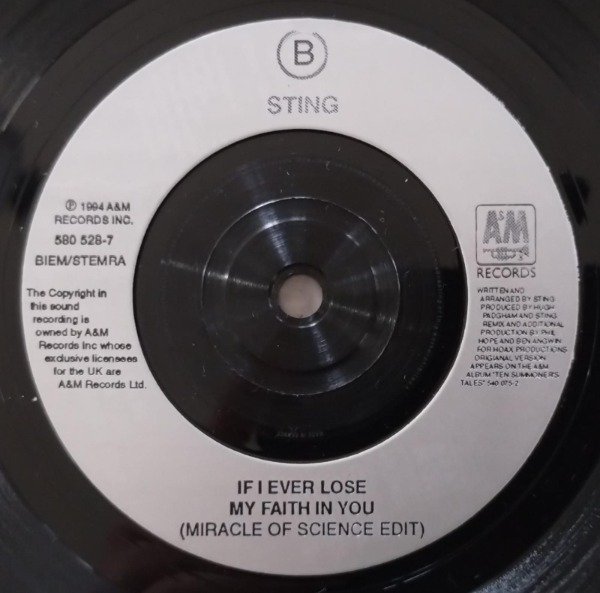 B
STING
℗ 1994 A&M
RECORDS INC.
580 528-7
BIEM/STEMRA
The Copyright in
this sound
recording is
owned by A&M
Records Inc whose
exclusive licensees
for the UK are
A&M Records Ltd.
A&M
RECORDS
WRITTEN AND
ARRANGED BY STING
PRODUCED BY HUGH
PADGHAM AND STING
REMIX AND ADDITIONAL
PRODUCTION BY PHIL
HOPE AND BEN ANGWIN
FOR HOAX PRODUCTIONS
ORIGIANAL VERSION
APPEARS ON THE A&M
ALBUM "TEN SUMMONER'S
TALES" 540 075-2
IF I EVER LOSE
MY FAITH IN YOU
(MIRACLE OF SCIENCE EDIT)